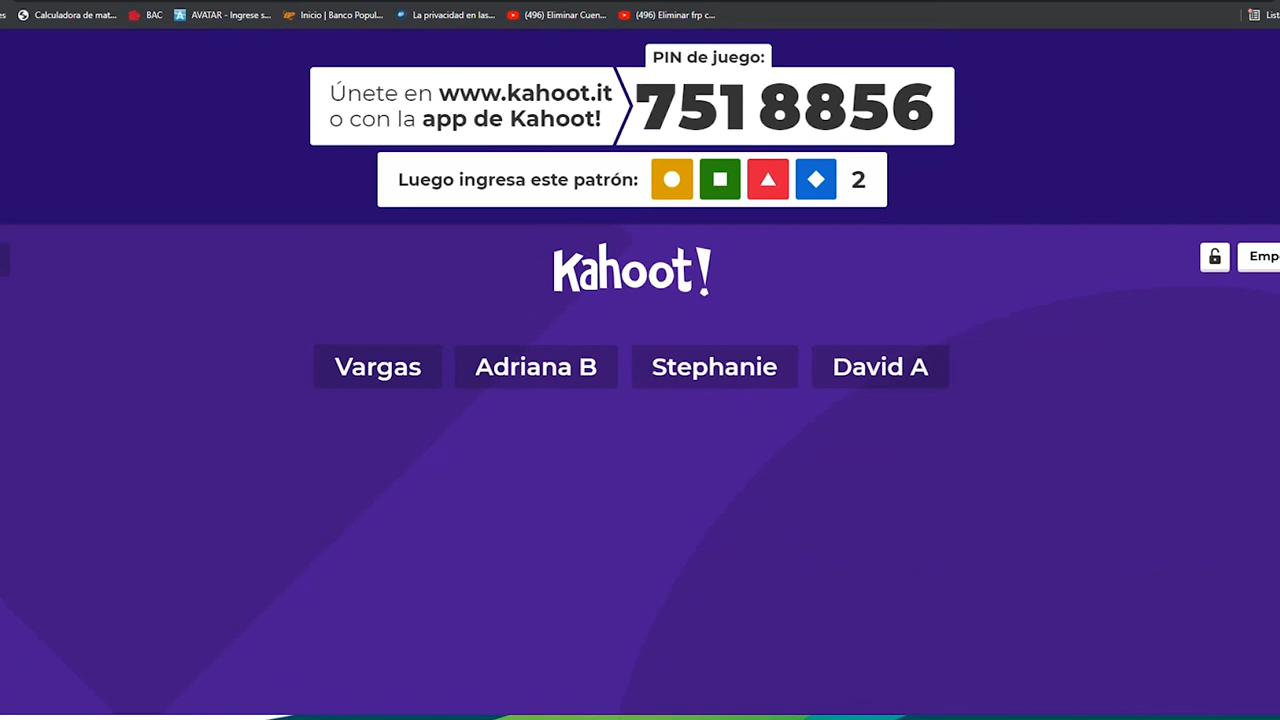 es Calculadora de mat... BAC AVATAR - Ingrese s... Inicio | Banco Popul... La privacidad en las... (496) Eliminar Cuen... (496) Eliminar frp c... List
PIN de juego:
Únete en www.kahoot.it
o con la app de Kahoot!
751 8856
Luego ingresa este patrón: 2
Kahoot!
Emp
Vargas Adriana B Stephanie David A